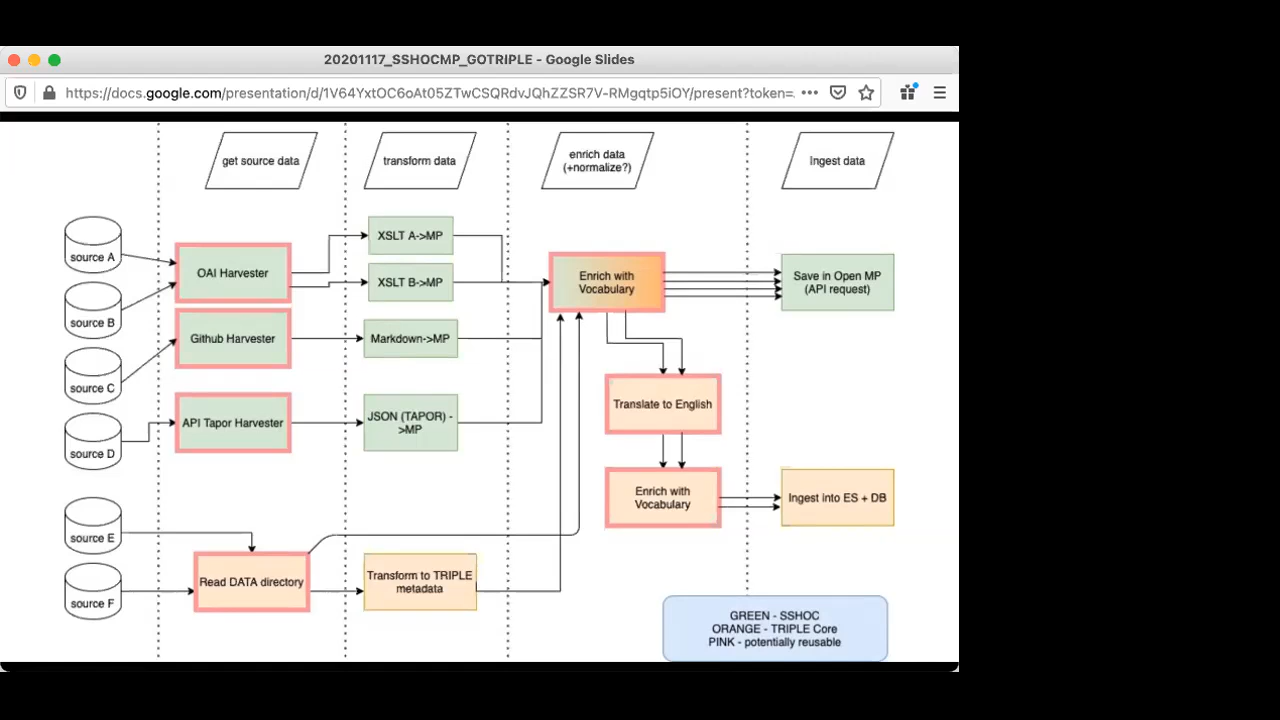 20201117_SSHOCMP_GOTRIPLE - Google Slides
https://docs.google.com/presentation/d/1V64YxtOC6oAt05ZTwCSQRdvJQhZZSR7V-RMgqtp5iOY/present?token=
get source data
transform data
enrich data
(+normalize?)
Ingest data
source A
source B
source C
source D
source E
source F
OAI Harvester
Github Harvester
API Tapor Harvester
Read DATA directory
XSLT A->MP
XSLT B->MP
Markdown->MP
JSON (TAPOR) -
>MP
Transform to TRIPLE
metadata
Enrich with
Vocabulary
Translate to English
Enrich with
Vocabulary
Save in Open MP
(API request)
Ingest into ES + DB
GREEN - SSHOC
ORANGE - TRIPLE Core
PINK - potentially reusable